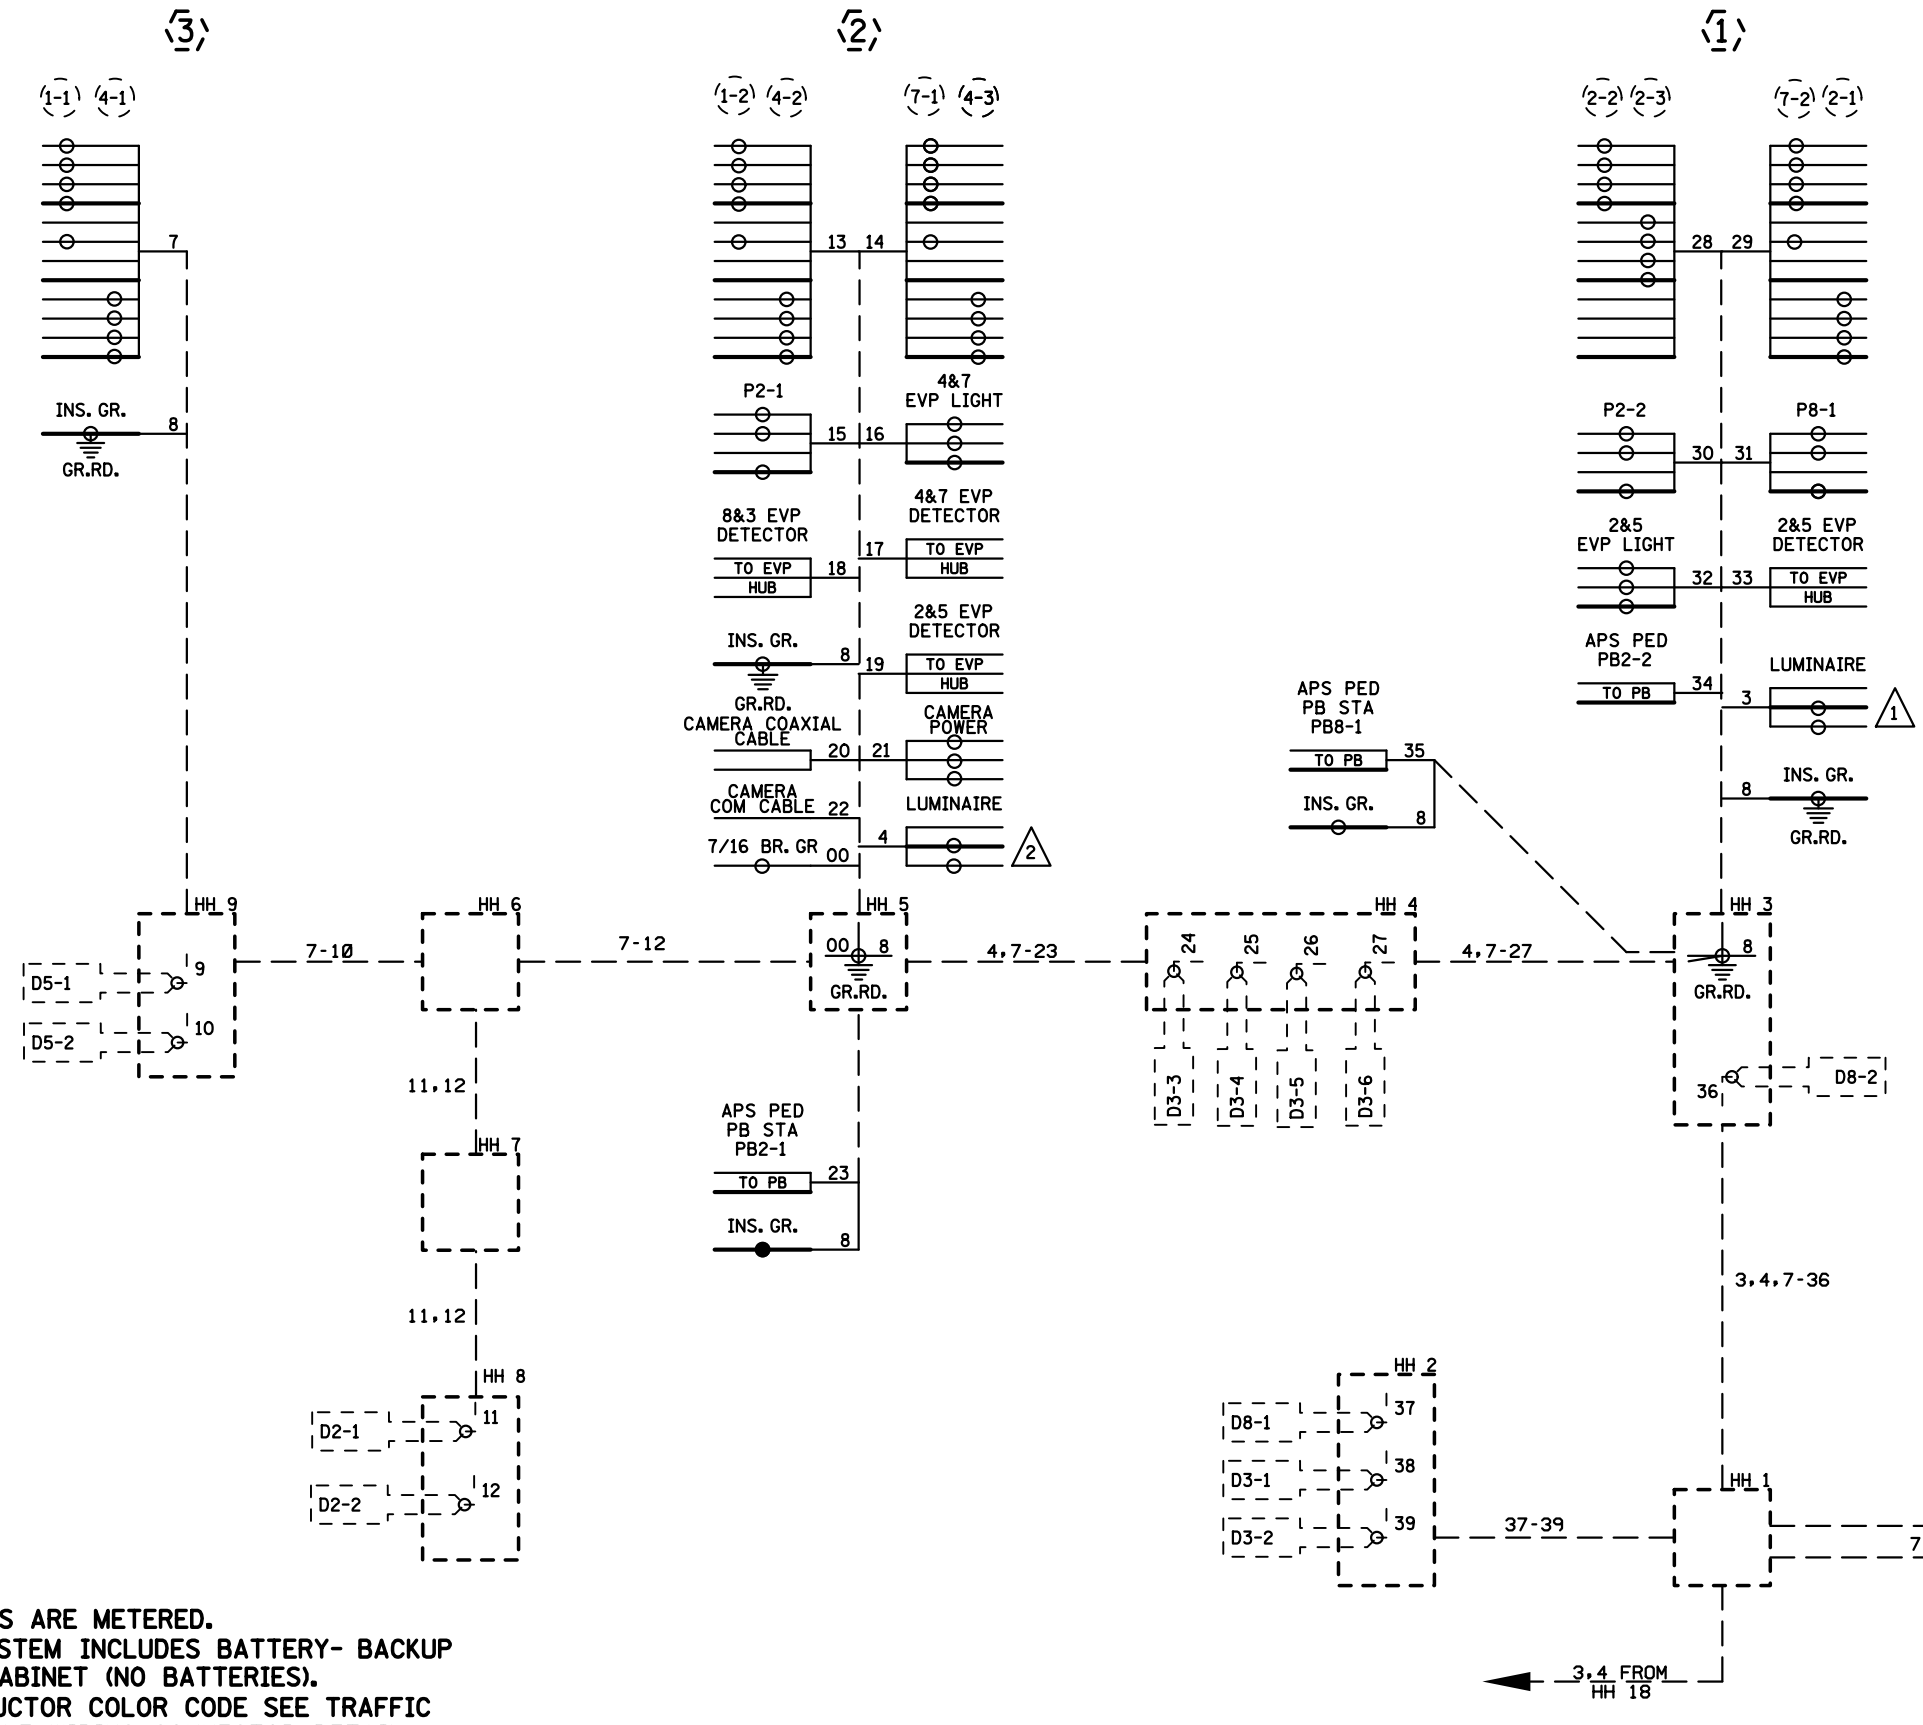 3
2
1
1-1 4-1
1-2 4-2
7-1 4-3
2-2 2-3
7-2 2-1
7
13 14
28 29
INS. GR.
8
GR.RD.
P2-1
15 16
4&7
EVP LIGHT
8&3 EVP
DETECTOR
TO EVP
HUB
18
17
4&7 EVP
DETECTOR
TO EVP
HUB
INS. GR.
8
GR.RD.
19
2&5 EVP
DETECTOR
TO EVP
HUB
CAMERA COAXIAL
CABLE
20 21
CAMERA
POWER
CAMERA
COM CABLE
22
7/16 BR. GR
00
4
LUMINAIRE
2
P2-2
30 31
P8-1
2&5
EVP LIGHT
32 33
2&5 EVP
DETECTOR
TO EVP
HUB
APS PED
PB2-2
TO PB
34
3
LUMINAIRE
1
8
INS. GR.
GR.RD.
APS PED
PB STA
PB8-1
TO PB
35
INS. GR.
8
HH 9
HH 6
HH 5
HH 4
HH 3
7-10
7-12
00 8
GR.RD.
4,7-23
24
25
26
27
4,7-27
8
GR.RD.
D5-1
9
D5-2
10
D3-3
D3-4
D3-5
D3-6
36
D8-2
11,12
HH 7
APS PED
PB STA
PB2-1
TO PB
23
INS. GR.
8
11,12
3,4,7-36
HH 8
D2-1
11
D2-2
12
HH 2
D8-1
37
D3-1
38
D3-2
39
37-39
HH 1
7
3,4 FROM
HH 18
S ARE METERED.
STEM INCLUDES BATTERY- BACKUP
ABINET (NO BATTERIES).
UCTOR COLOR CODE SEE TRAFFIC